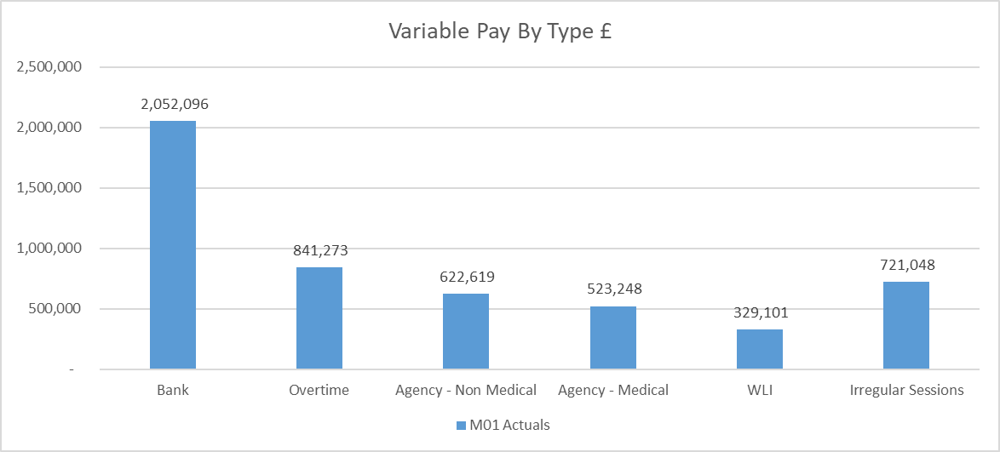 Variable Pay By Type £
2,500,000
2,000,000
1,500,000
1,000,000
500,000
-
2,052,096
841,273
622,619
523,248
329,101
721,048
Bank
Overtime
Agency - Non Medical
Agency - Medical
WLI
Irregular Sessions
M01 Actuals